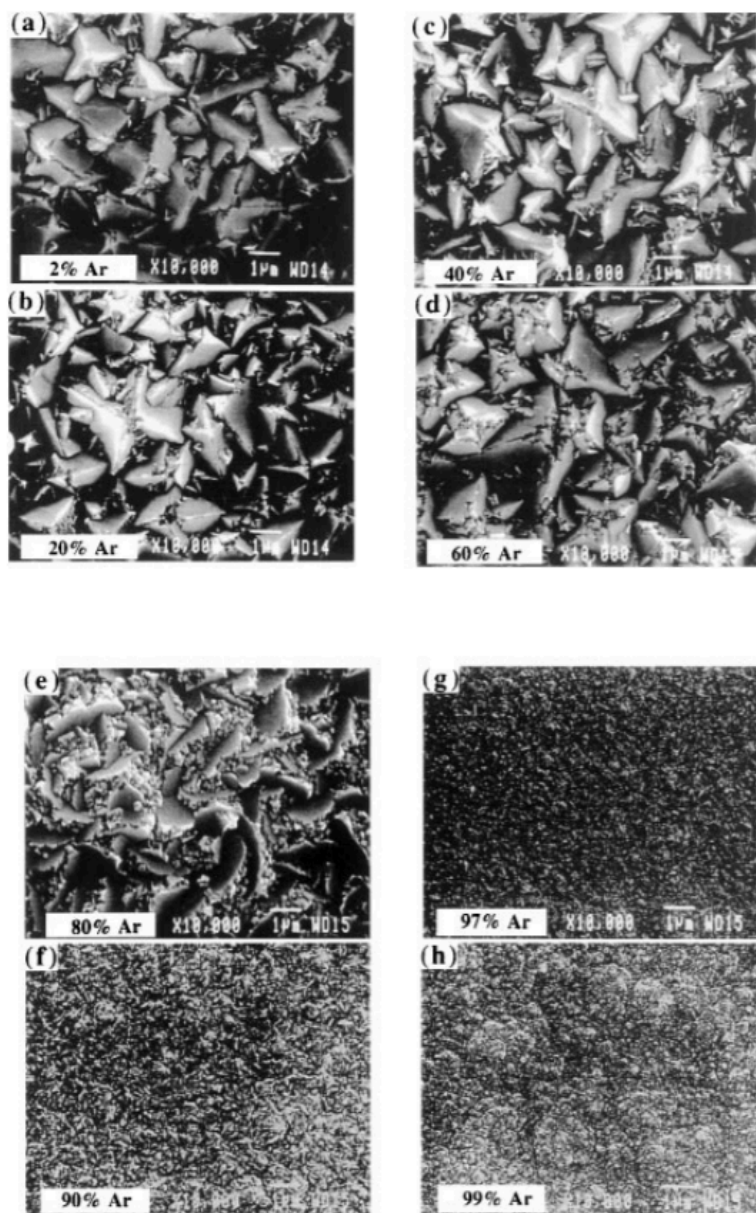 (a)
2% Ar
X10,000 1μm WD14
(b)
20% Ar
X10,000 1μm WD14
(c)
40% Ar
X10,000 1μm WD14
(d)
60% Ar
X10,000 1μm
(e)
80% Ar
X10,000 1μm WD15
(f)
90% Ar
1μm
(g)
97% Ar
X10,000 1μm WD15
(h)
99% Ar